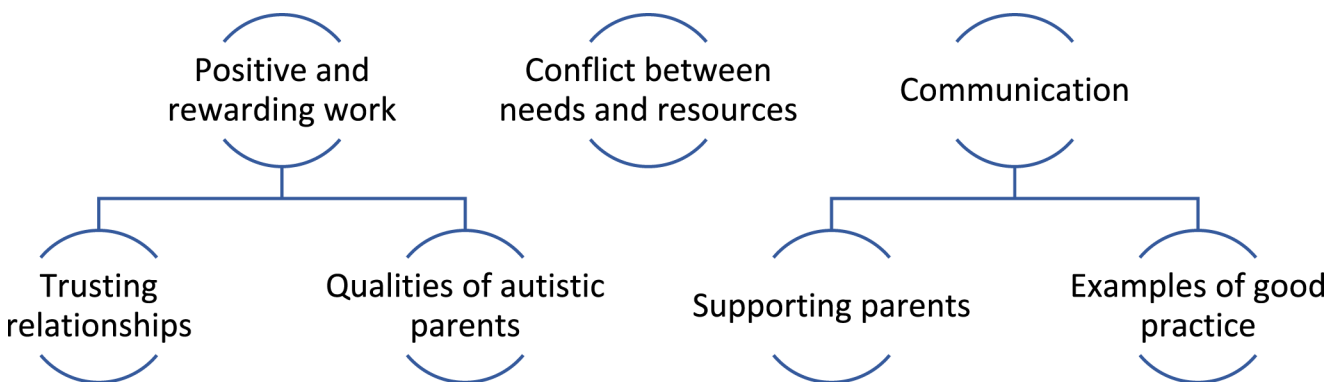 Positive and
rewarding work
Conflict between
needs and resources
Communication
Trusting
relationships
Qualities of autistic
parents
Supporting parents
Examples of good
practice